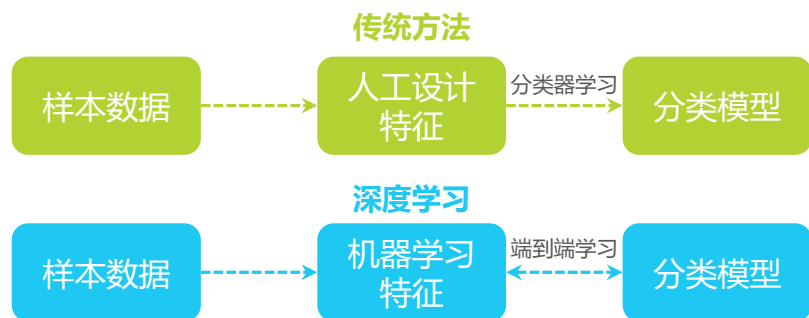 传统方法
样本数据
人工设计
特征
分类器学习
分类模型
深度学习
样本数据
机器学习
特征
端到端学习
分类模型